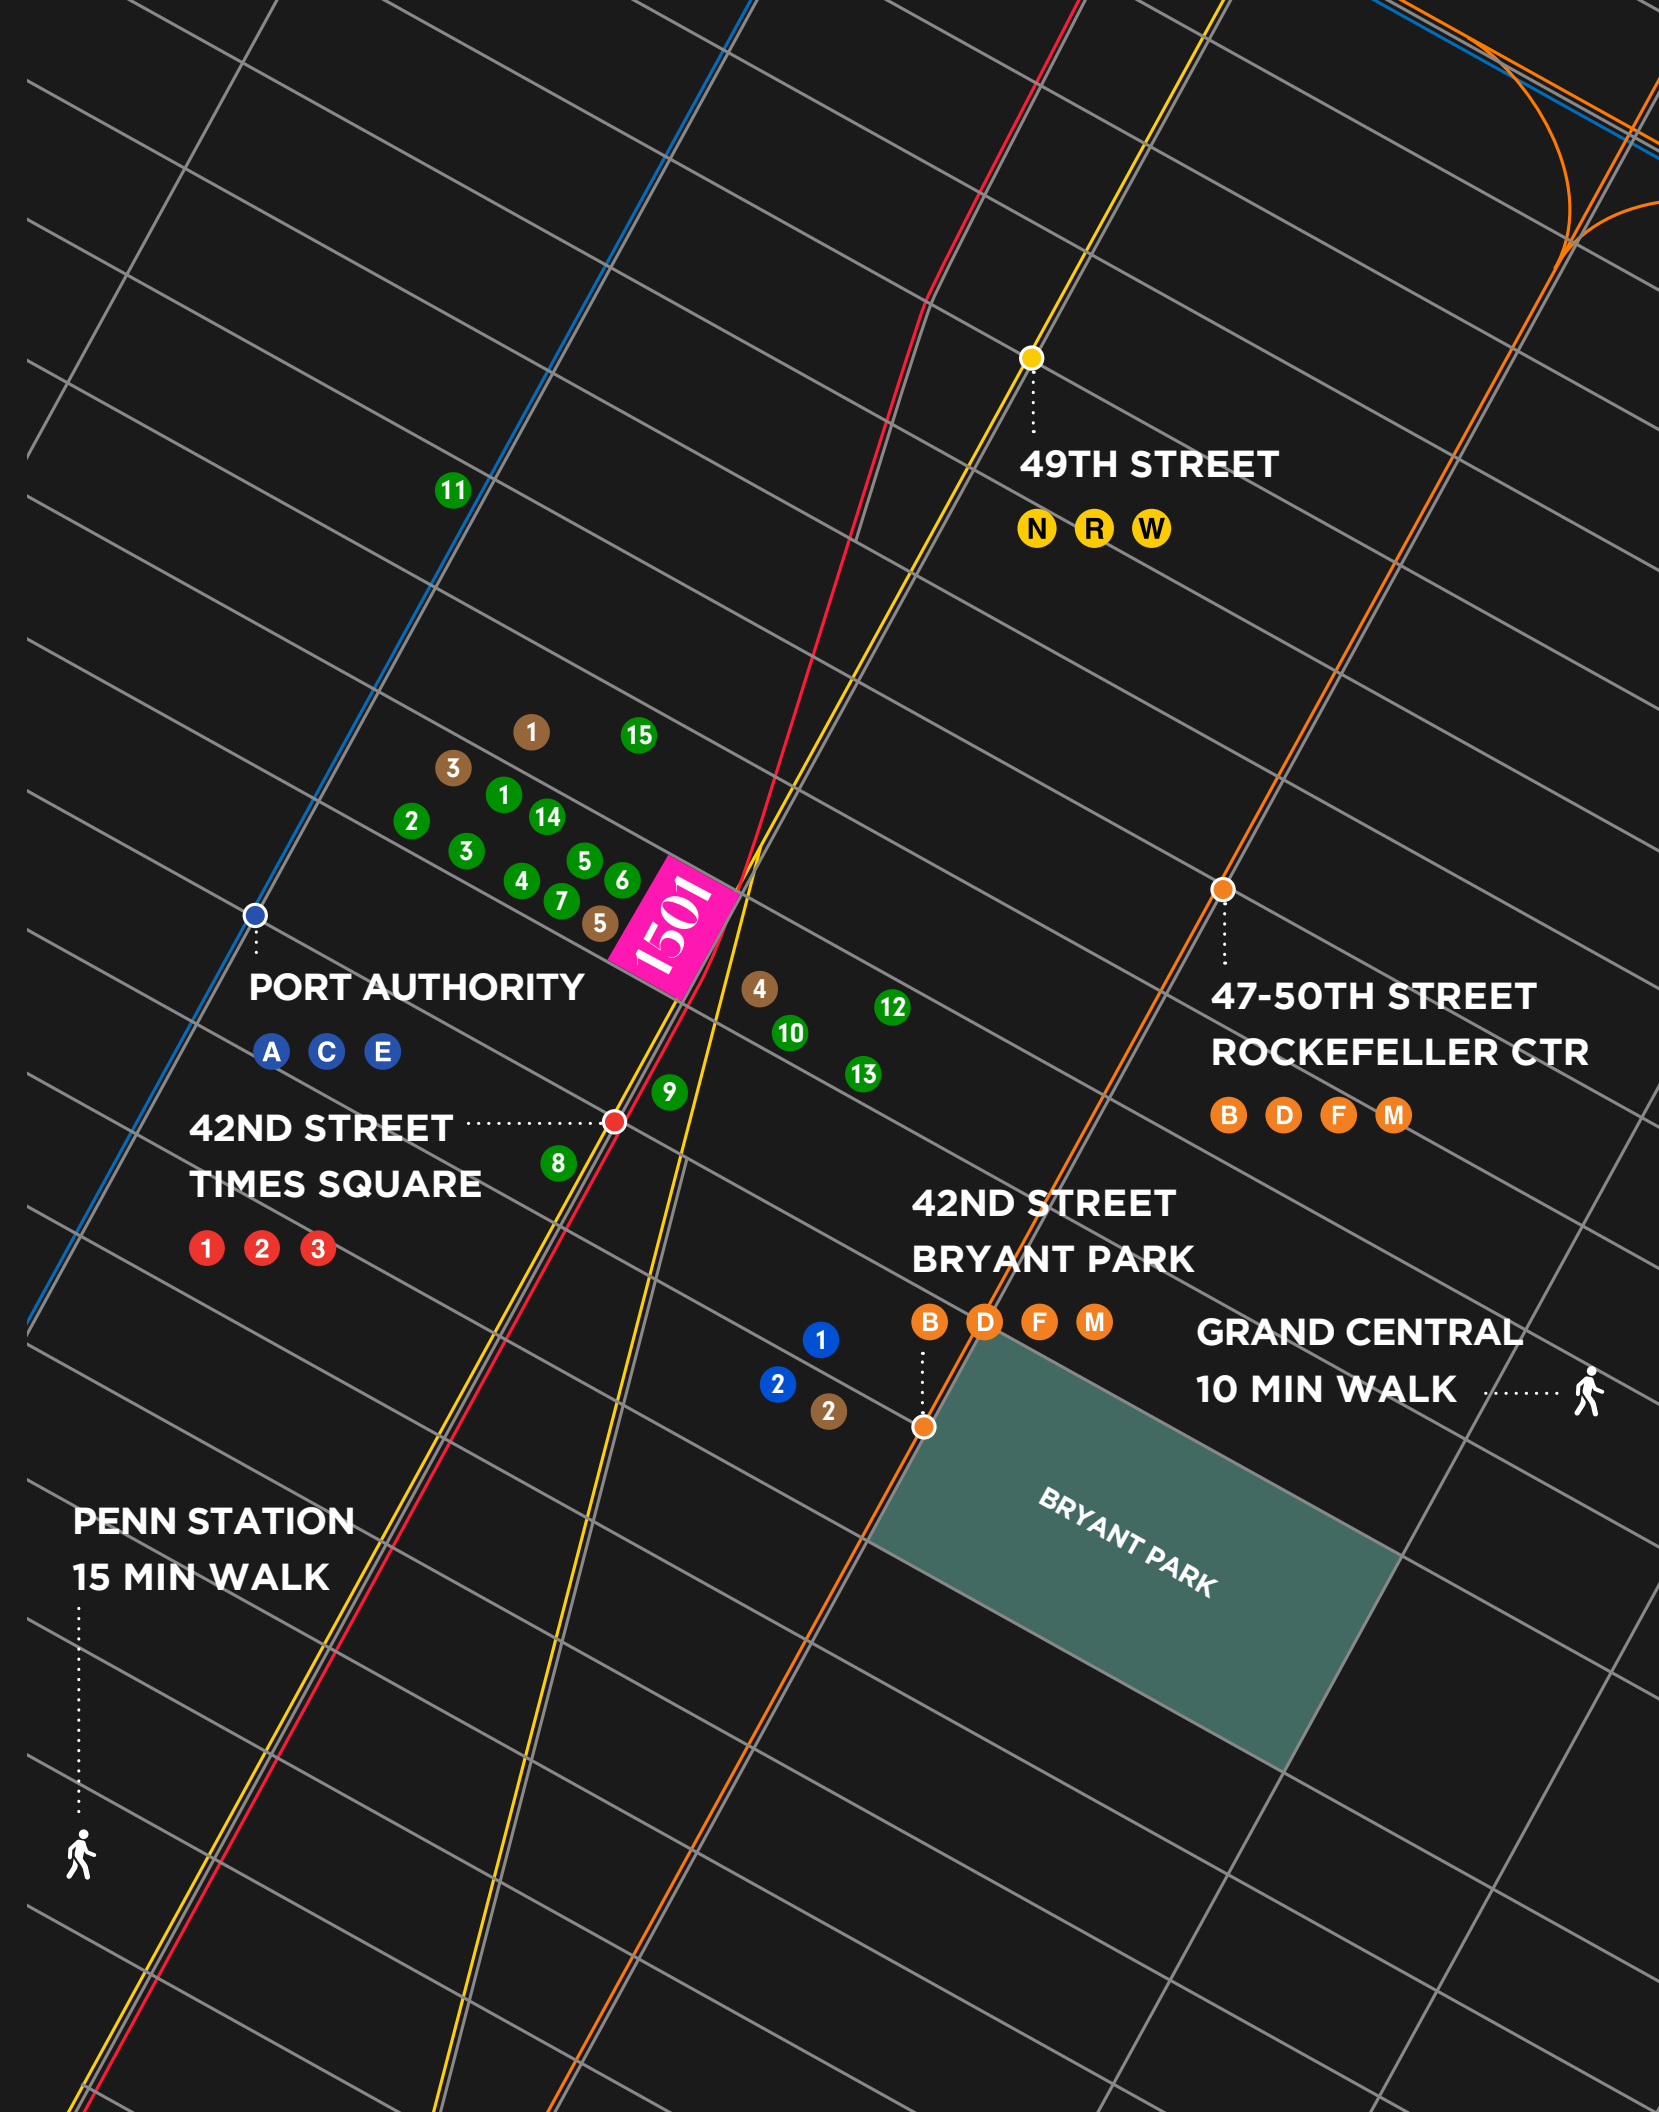 49TH STREET
N R W
11
1
15
3
1
14
2
3
5
4
6
7
5
1501
PORT AUTHORITY
A C E
4
12
10
13
47-50TH STREET
ROCKEFELLER CTR
B D F M
9
42ND STREET
TIMES SQUARE
1 2 3
8
42ND STREET
BRYANT PARK
B D F M
1
2
2
GRAND CENTRAL
10 MIN WALK
BRYANT PARK
PENN STATION
15 MIN WALK